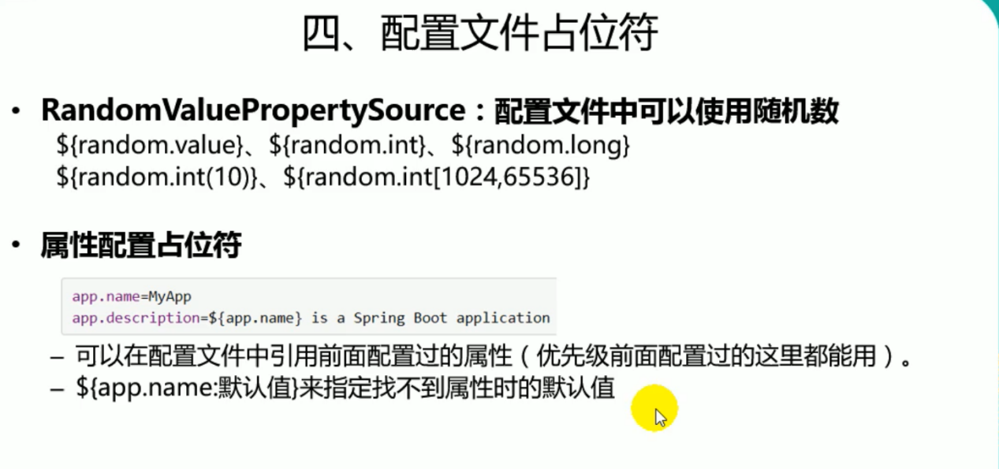 四、配置文件占位符
• RandomValuePropertySource：配置文件中可以使用随机数
${random.value}、${random.int}、${random.long}
${random.int(10)}、${random.int[1024,65536]}
• 属性配置占位符
app.name=MyApp
app.description=${app.name} is a Spring Boot application
– 可以在配置文件中引用前面配置过的属性（优先级前面配置过的这里都能用）。
– ${app.name:默认值}来指定找不到属性时的默认值